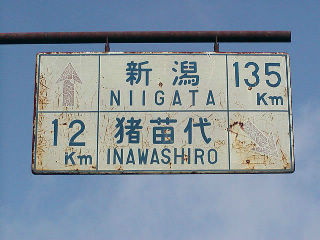 新潟 135
NIIGATA Km
12 猪苗代
Km INAWASHIRO